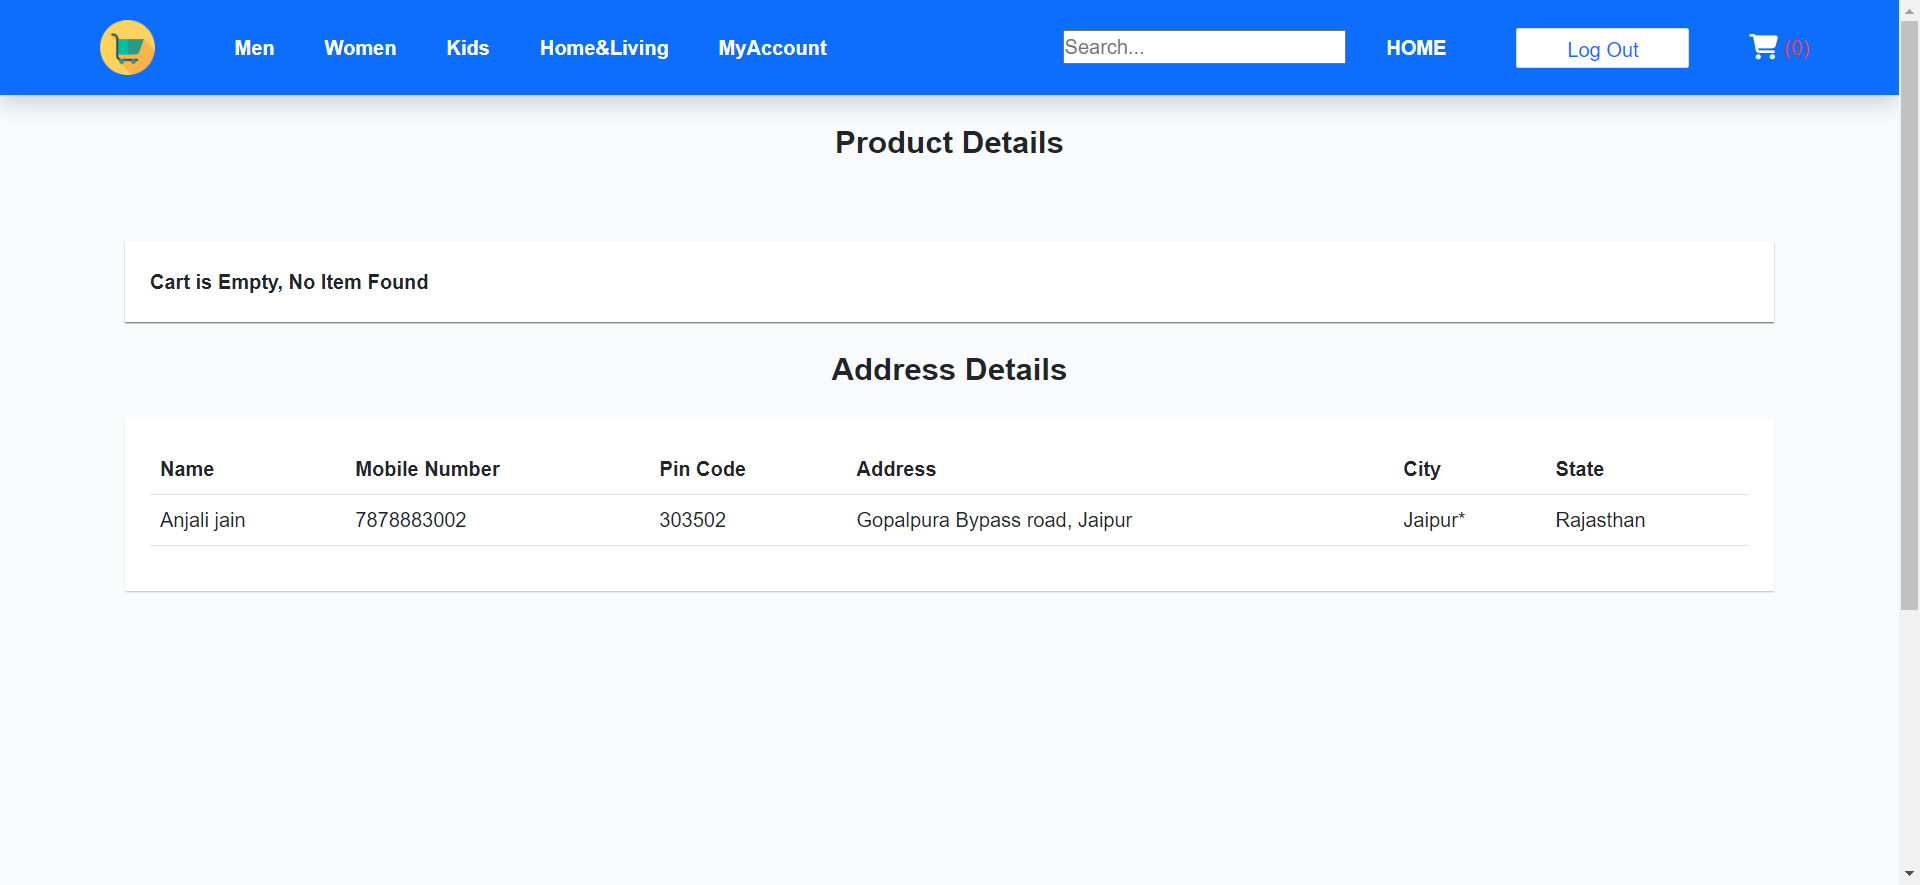 Men Women Kids Home&Living MyAccount Search... HOME Log Out (0)
Product Details
Cart is Empty, No Item Found
Address Details
Name Mobile Number Pin Code Address City State
Anjali jain 7878883002 303502 Gopalpura Bypass road, Jaipur Jaipur* Rajasthan